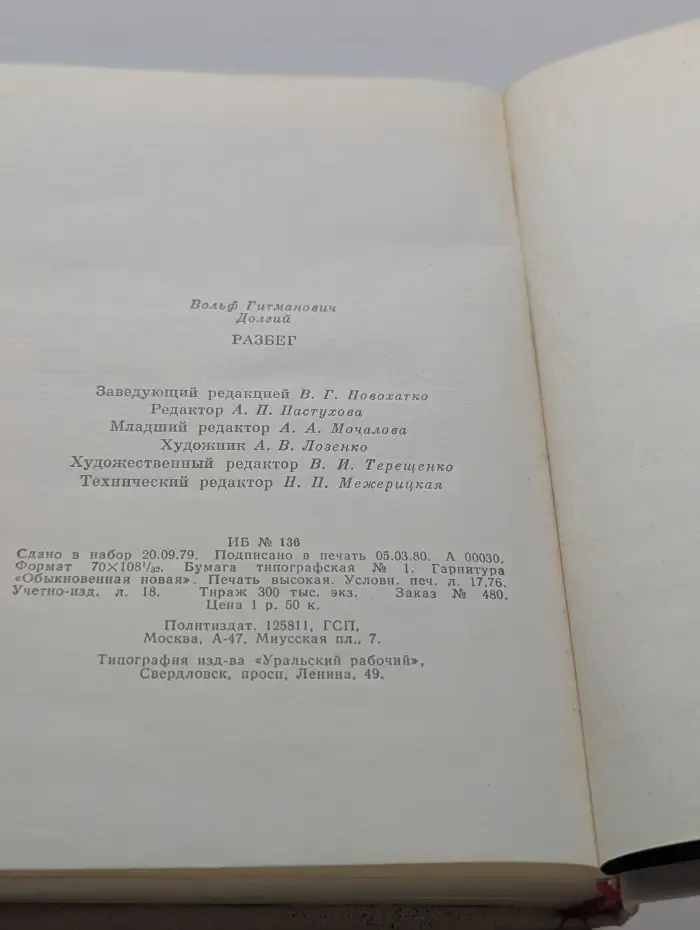 Вольф Гитманович
Долгий
РАЗБЕГ
Заведующий редакцией В. Г. Новохатко
Редактор А. П. Пастухова
Младший редактор А. А. Мочалова
Художник А. В. Лозенко
Художественный редактор В. И. Терещенко
Технический редактор Н. П. Межерицкая
ИБ № 136
Сдано в набор 20.09.79. Подписано в печать 05.03.80. А 00030.
Формат 70×108¹/₃₂. Бумага типографская № 1. Гарнитура
«Обыкновенная новая». Печать высокая. Условн. печ. л. 17,76.
Учетно-изд. л. 18. Тираж 300 тыс. экз. Заказ № 480.
Цена 1 р. 50 к.
Политиздат. 125811, ГСП,
Москва, А-47, Миусская пл., 7.
Типография изд-ва «Уральский рабочий»,
Свердловск, просп, Ленина, 49.